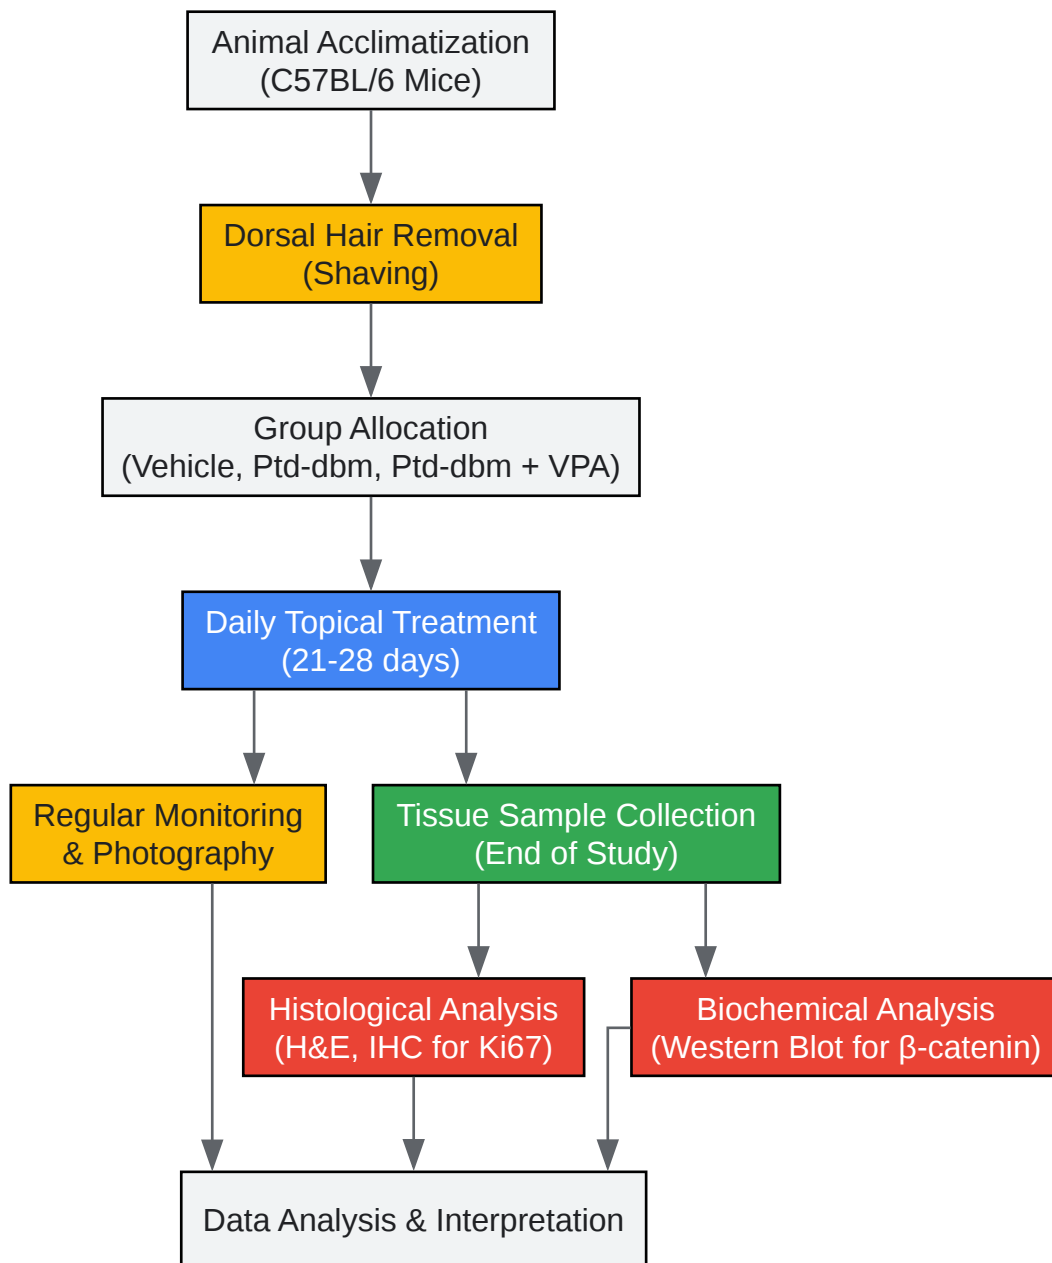 Animal Acclimatization
(C57BL/6 Mice)
Dorsal Hair Removal
(Shaving)
Group Allocation
(Vehicle, Ptd-dbm, Ptd-dbm + VPA)
Daily Topical Treatment
(21-28 days)
Regular Monitoring
& Photography
Tissue Sample Collection
(End of Study)
Histological Analysis
(H&E, IHC for Ki67)
Biochemical Analysis
(Western Blot for β-catenin)
Data Analysis & Interpretation